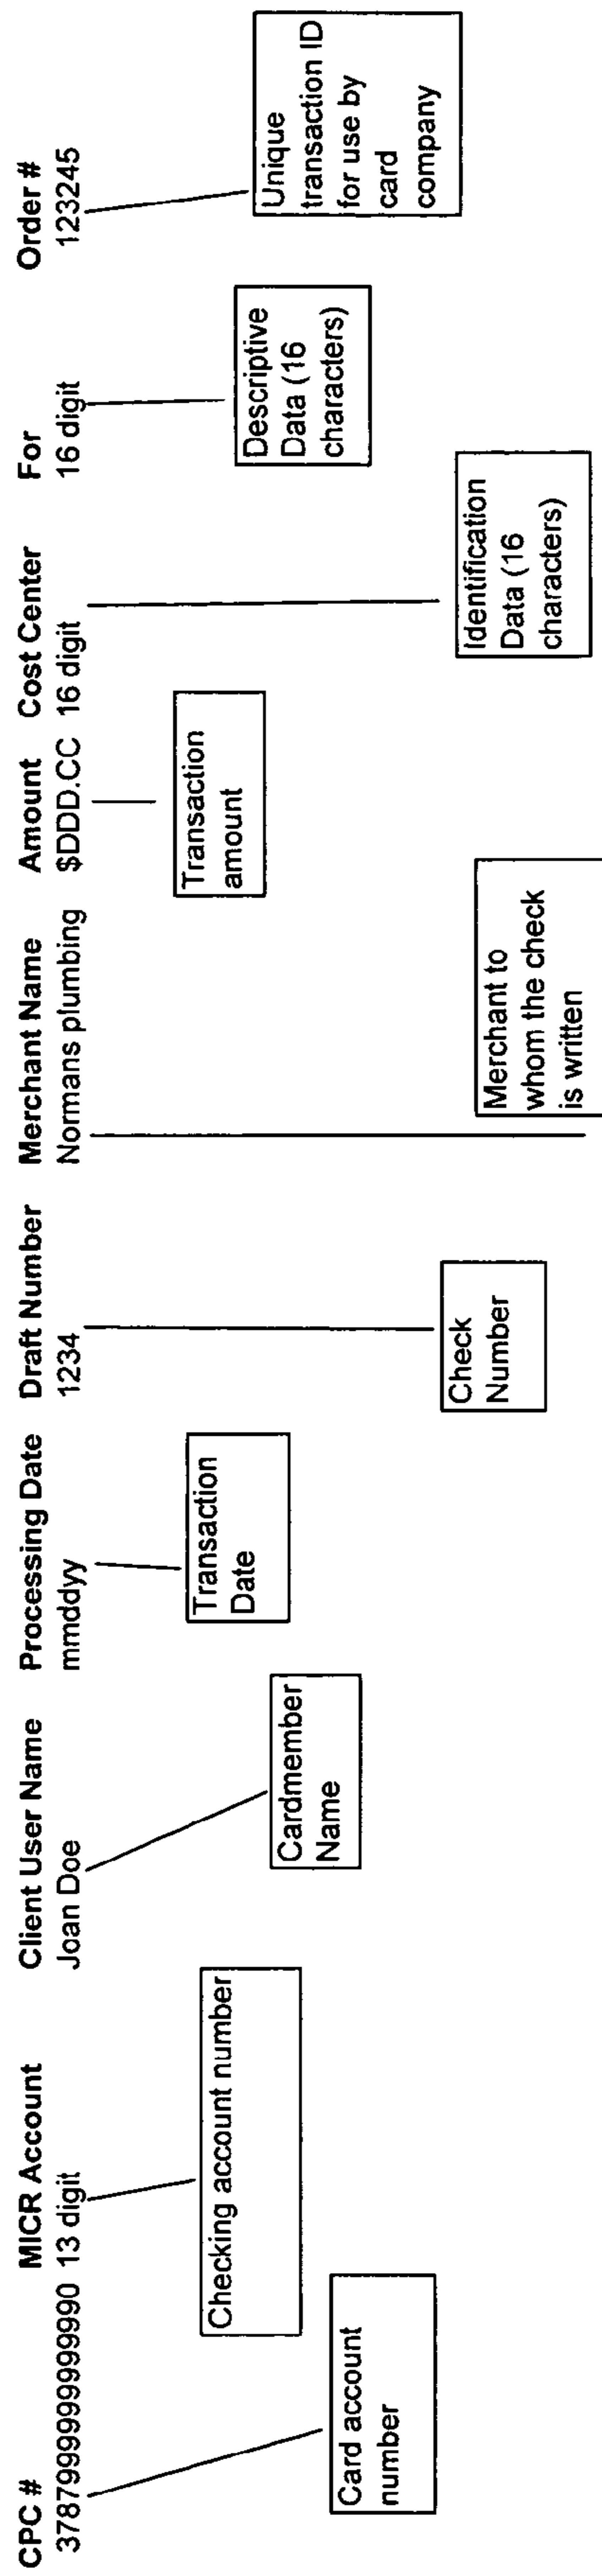 CPC # MICR Account Client User Name Processing Date Draft Number Merchant Name Amount Cost Center For Order #
37879999999999990 13 digit Joan Doe mmddyy 1234 Normans plumbing $DDD.CC 16 digit 16 digit 123245
Card account
number
Checking account number
Cardmember
Name
Transaction
Date
Check
Number
Merchant to
whom the check
is written
Transaction
amount
Identification
Data (16
characters)
Descriptive
Data (16
characters)
Unique
transaction ID
for use by
card
company